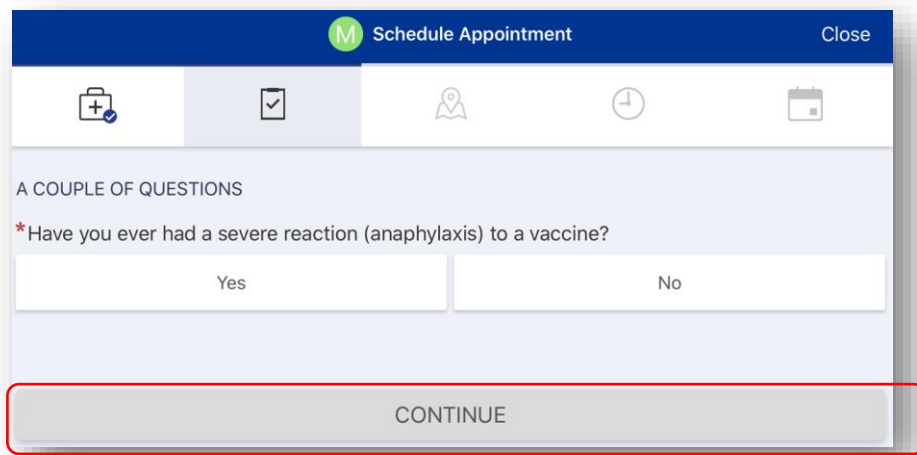 M Schedule Appointment Close
A COUPLE OF QUESTIONS
*Have you ever had a severe reaction (anaphylaxis) to a vaccine?
Yes No
CONTINUE